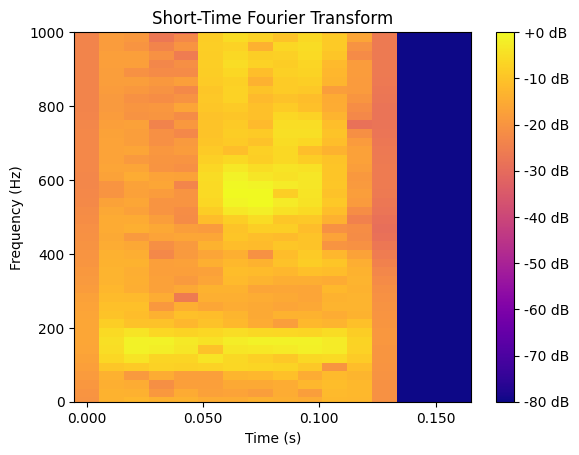 Short-Time Fourier Transform
Frequency (Hz)
1000
800
600
400
200
0
0.000
0.050
0.100
0.150
Time (s)
+0 dB
-10 dB
-20 dB
-30 dB
-40 dB
-50 dB
-60 dB
-70 dB
-80 dB